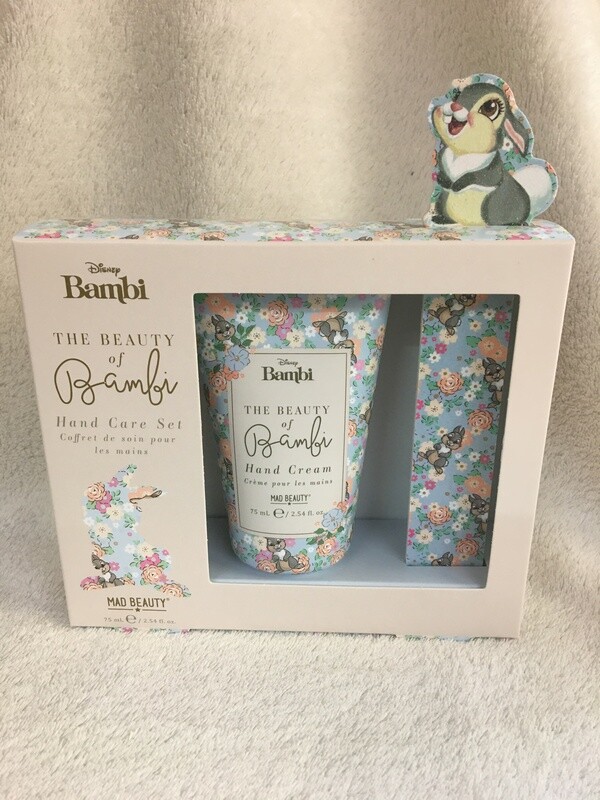 Disney
Bambi
THE BEAUTY
of
Bambi
Hand Care Set
Coffret de soin pour
les mains
MAD BEAUTY™
75 mL e / 2.54 fl. oz.
Disney
Bambi
THE BEAUTY
of
Bambi
Hand Cream
Crème pour les mains
MAD BEAUTY™
75 mL e / 2.54 fl. oz.